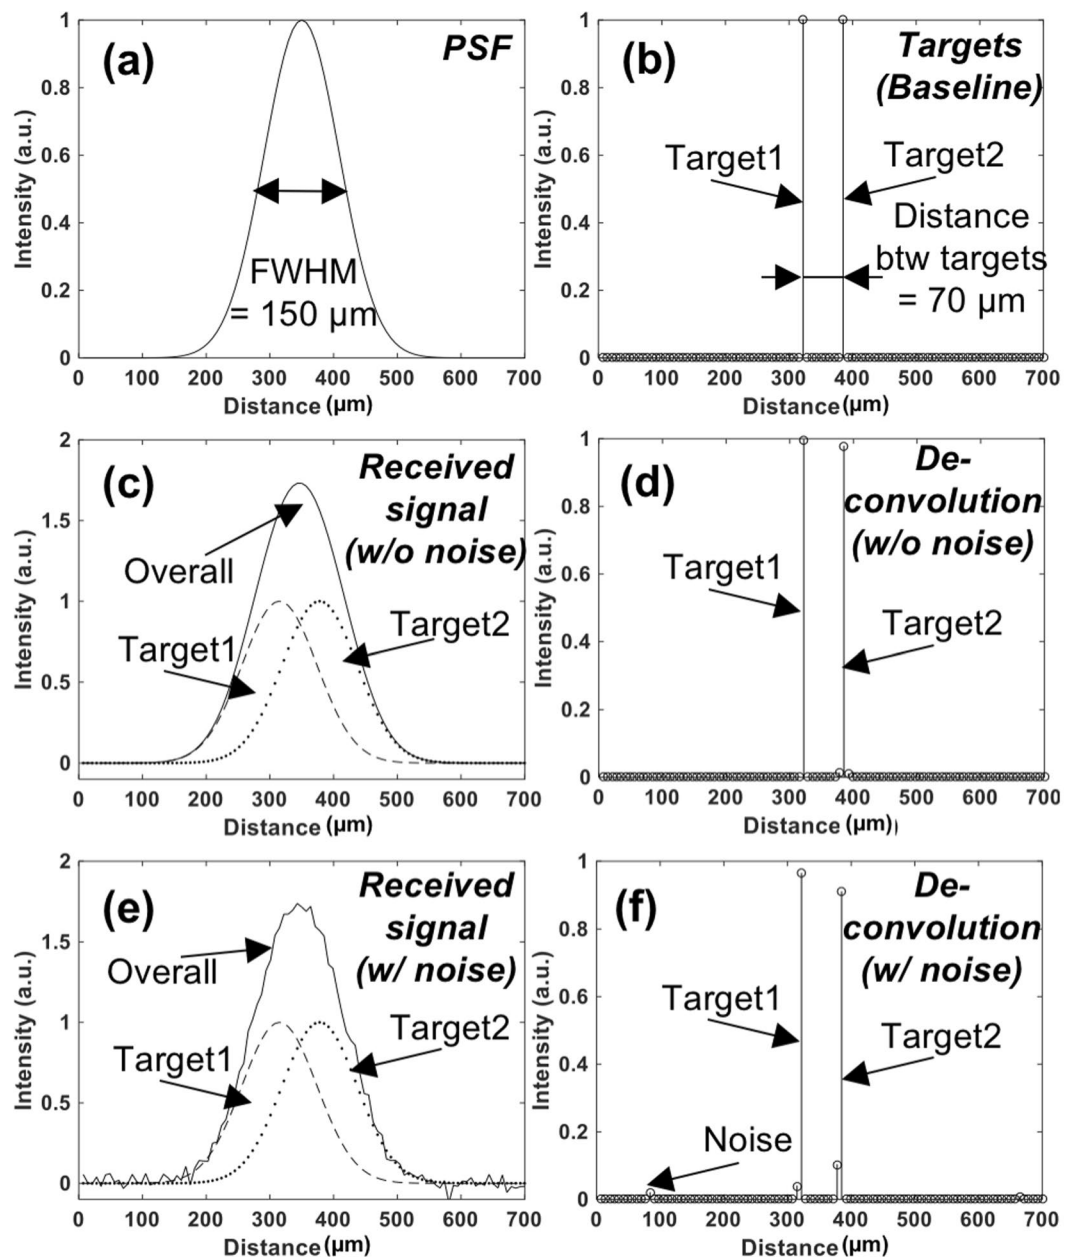 (a)
PSF
1
0.8
0.6
0.4
0.2
0
Intensity (a.u.)
FWHM
= 150 µm
0 100 200 300 400 500 600 700
Distance (µm)
(b)
Targets
(Baseline)
1
0.8
0.6
0.4
0.2
0
Intensity (a.u.)
Target1
Target2
Distance
btw targets
= 70 µm
0 100 200 300 400 500 600 700
Distance (µm)
(c)
Received
signal
(w/o noise)
2
1.5
1
0.5
0
Intensity (a.u.)
Overall
Target1
Target2
0 100 200 300 400 500 600 700
Distance (µm)
(d)
De-
convolution
(w/o noise)
1
0.8
0.6
0.4
0.2
0
Intensity (a.u.)
Target1
Target2
0 100 200 300 400 500 600 700
Distance (µm))
(e)
Received
signal
(w/ noise)
2
1.5
1
0.5
0
Intensity (a.u.)
Overall
Target1
Target2
0 100 200 300 400 500 600 700
Distance (µm)
(f)
De-
convolution
(w/ noise)
1
0.8
0.6
0.4
0.2
0
Intensity (a.u.)
Target1
Target2
Noise
0 100 200 300 400 500 600 700
Distance (µm)